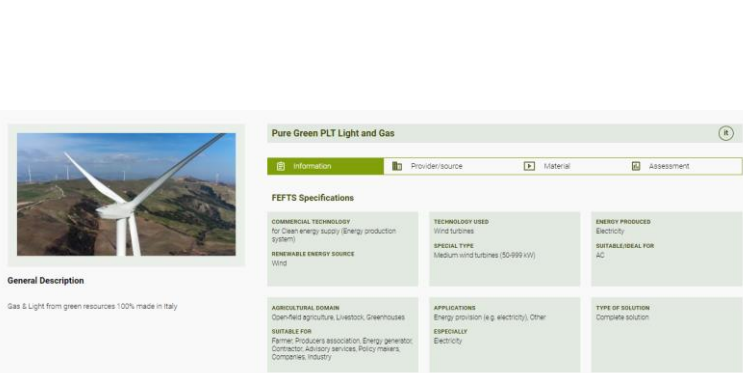 Pure Green PLT Light and Gas
it
Information
Provider/source
Material
Assessment
FEFTS Specifications
COMMERCIAL TECHNOLOGY
for Clean energy supply (Energy production
system)
RENEWABLE ENERGY SOURCE
Wind
TECHNOLOGY USED
Wind turbines
SPECIAL TYPE
Medium wind turbines (50-999 kW)
ENERGY PRODUCED
Electricity
SUITABLE/IDEAL FOR
AC
General Description
Gas & Light from green resources 100% made in Italy
AGRICULTURAL DOMAIN
Open-field agriculture, Livestock, Greenhouses
SUITABLE FOR
Farmer, Producers association, Energy generator,
Contractor, Advisory services, Policy makers,
Companies, Industry
APPLICATIONS
Energy provision (e.g. electricity), Other
ESPECIALLY
Electricity
TYPE OF SOLUTION
Complete solution